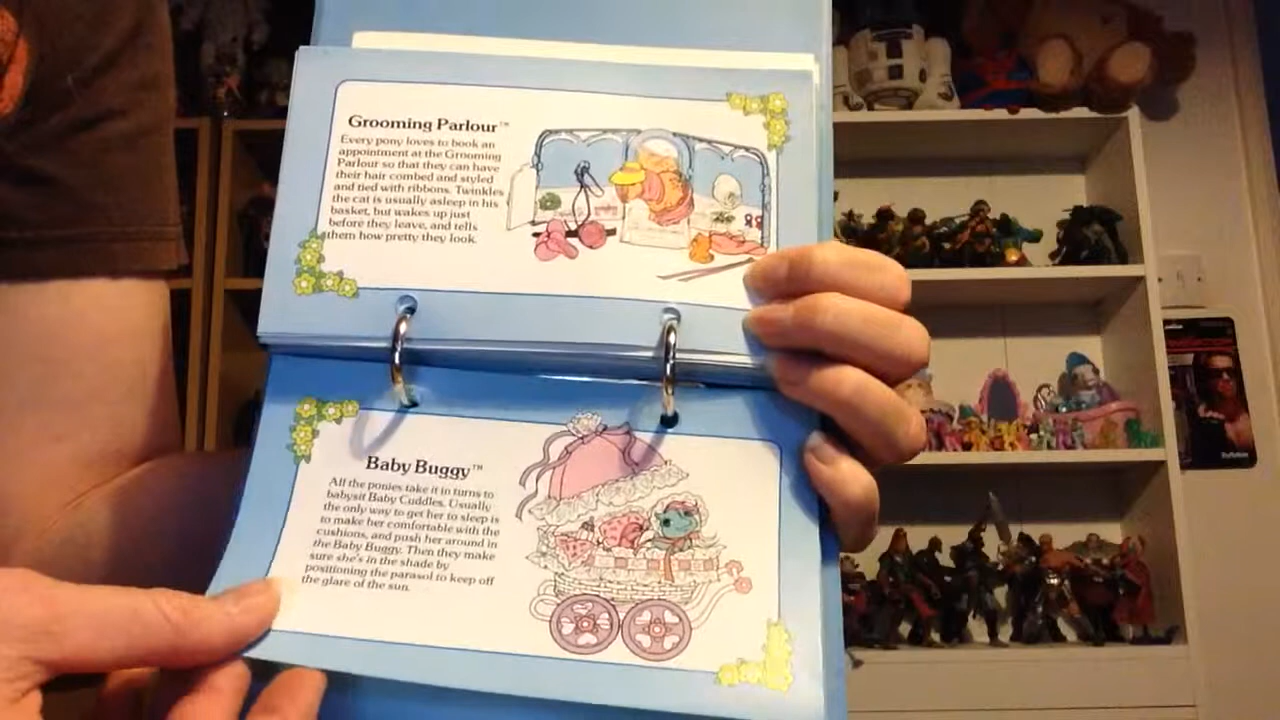 Grooming Parlour™
Every pony loves to book an
appointment at the Grooming
Parlour so that they can have
their hair combed and styled
and tied with ribbons. Twinkles
the cat is usually asleep in his
basket, but wakes up just
before they leave, and tells
them how pretty they look.
Baby Buggy™
All the ponies take it in turns to
babysit Baby Cuddles. Usually
the only way to get her to sleep is
to make her comfortable with the
cushions, and push her around in
the Baby Buggy. Then they make
sure she's in the shade by
positioning the parasol to keep off
the glare of the sun.